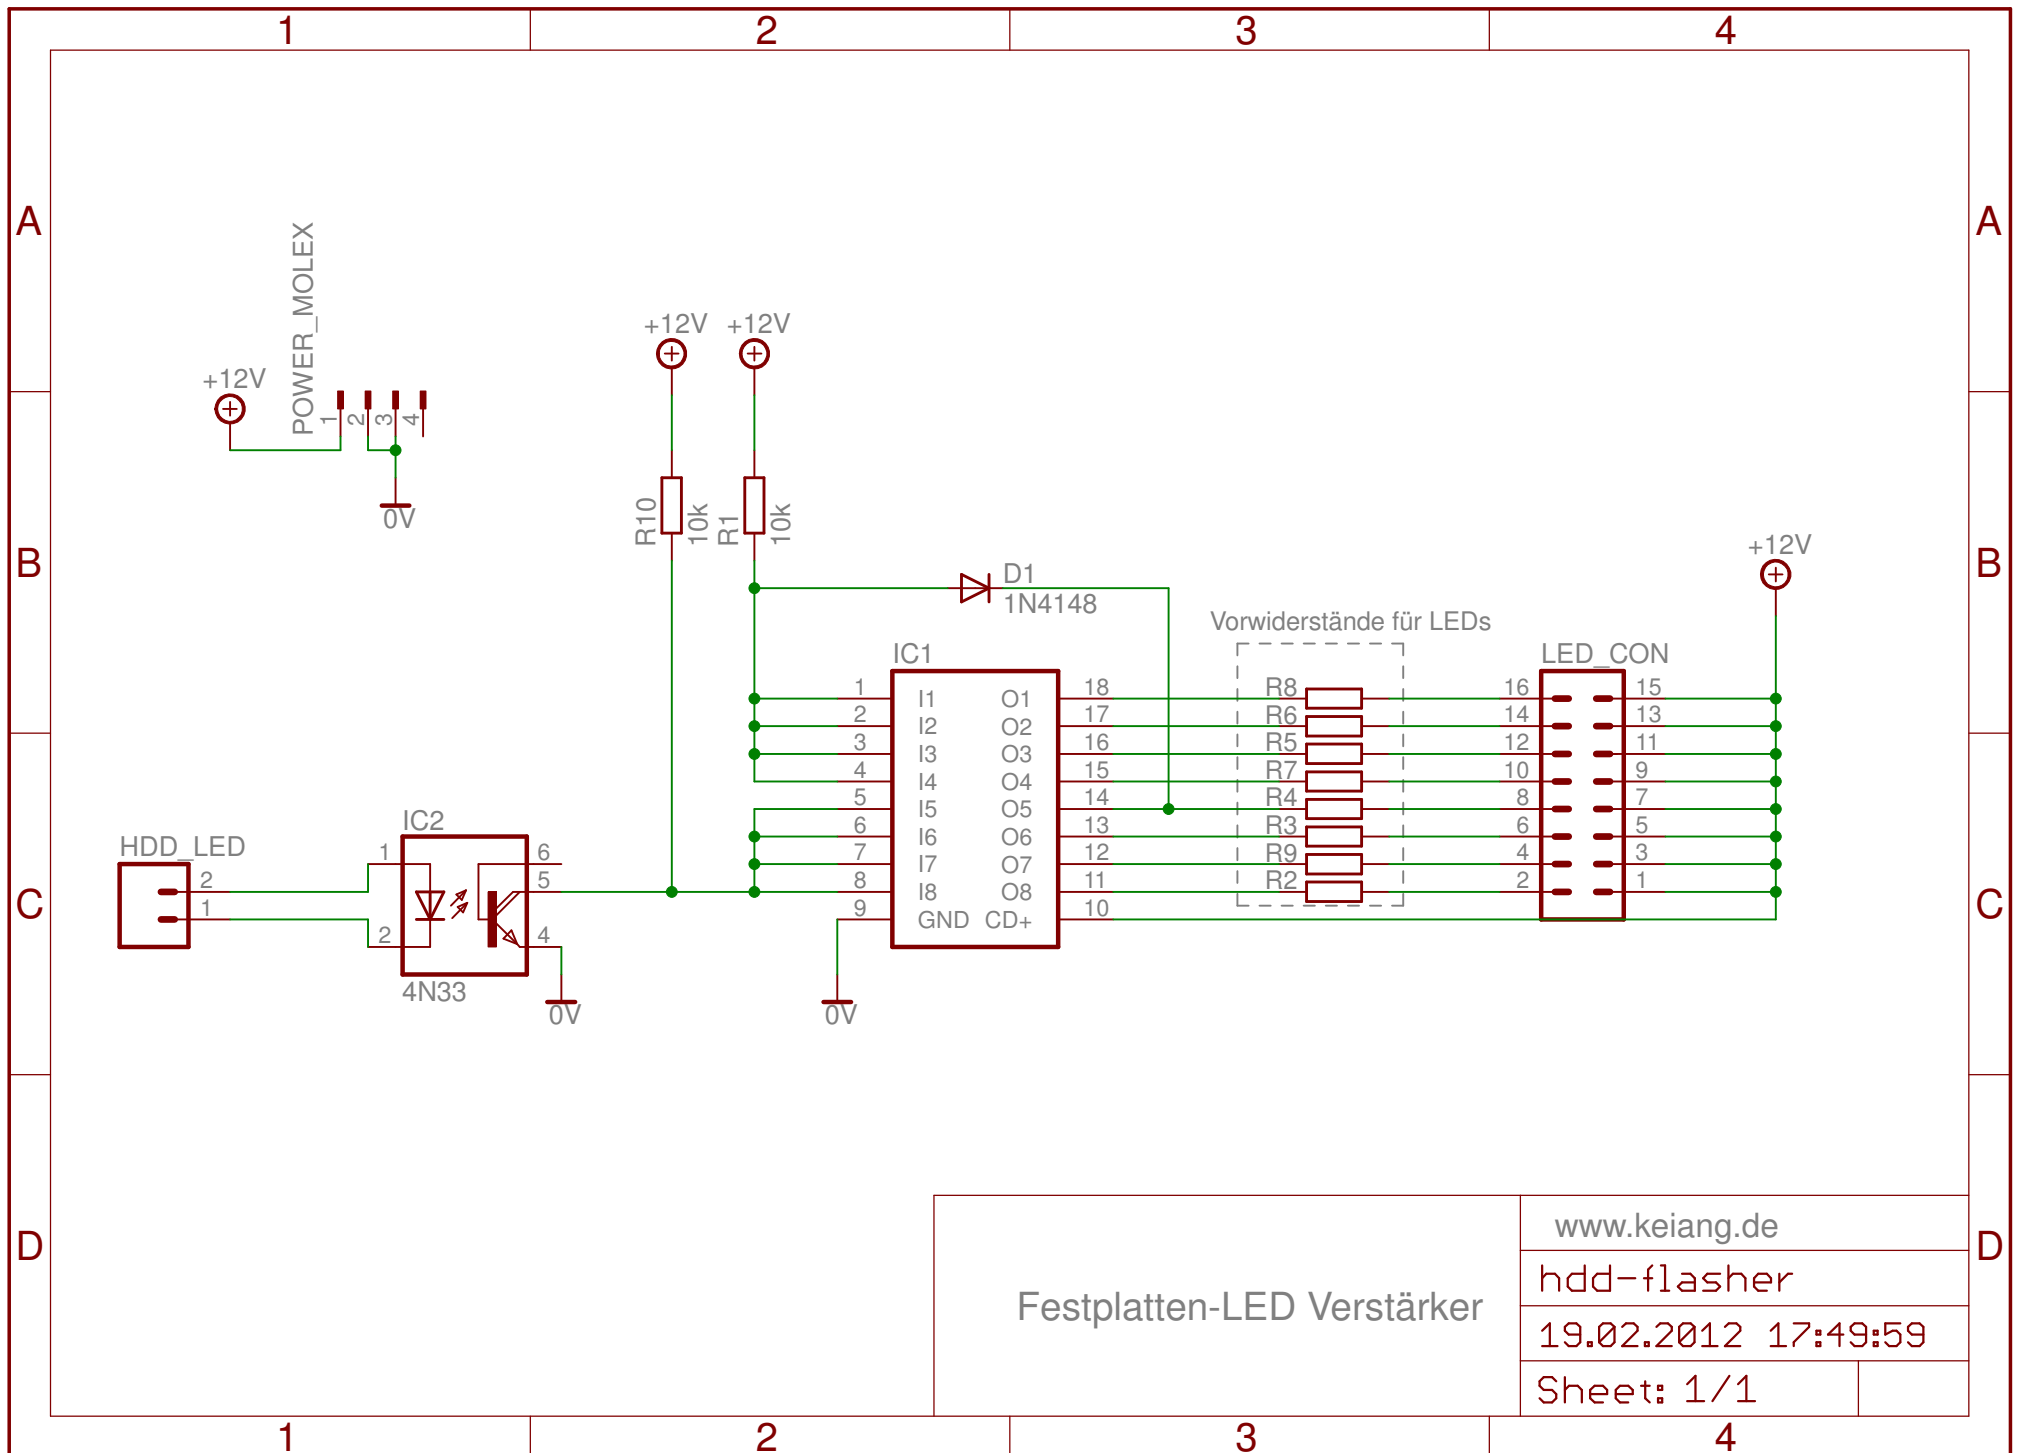 1 2 3 4
A A
B B
C C
D D
POWER_MOLEX
+12V
1 2 3 4
0V
+12V +12V
R10 10k R1 10k
D1
1N4148
Vorwiderstände für LEDs
+12V
IC1
LED_CON
1 I1 O1 18 R8 16 15
2 I2 O2 17 R6 14 13
3 I3 O3 16 R5 12 11
4 I4 O4 15 R7 10 9
5 I5 O5 14 R4 8 7
6 I6 O6 13 R3 6 5
7 I7 O7 12 R9 4 3
8 I8 O8 11 R2 2 1
9 GND CD+ 10
0V
HDD_LED
2
1
IC2
1 6
5
2 4
4N33
0V
Festplatten-LED Verstärker
www.keiang.de
hdd-flasher
19.02.2012 17:49:59
Sheet: 1/1
1 2 3 4